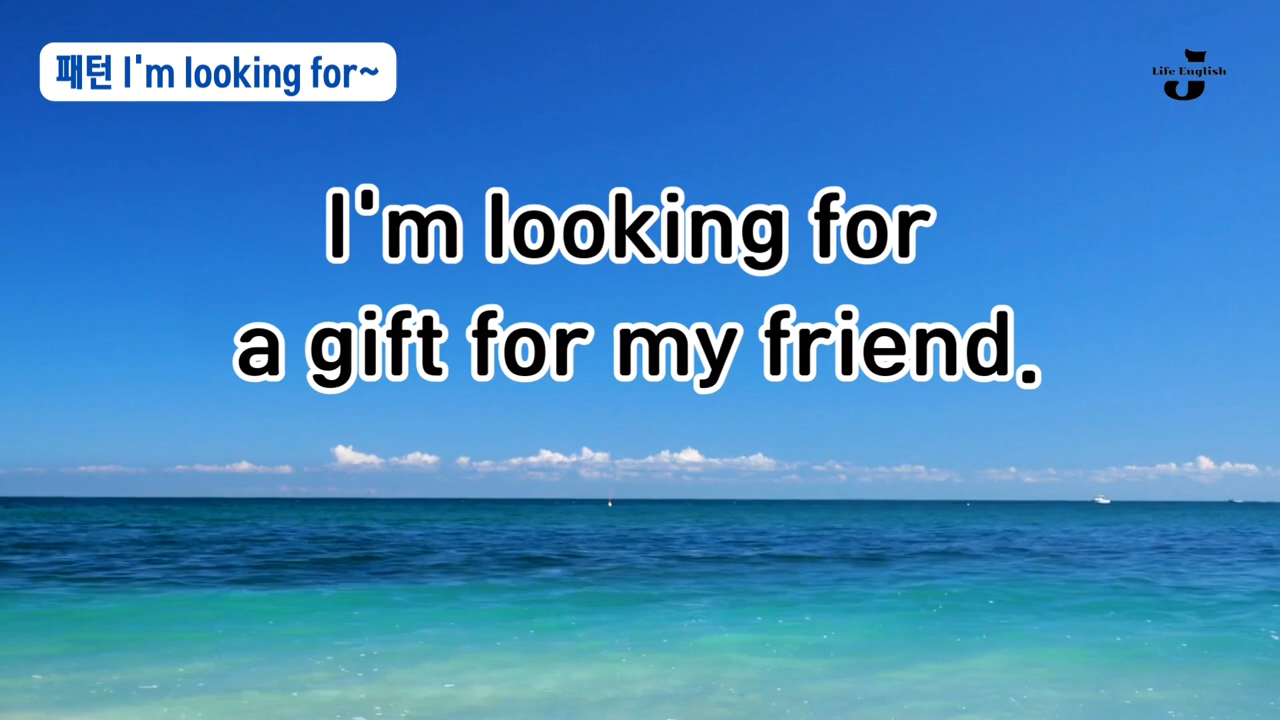 패턴 I'm looking for~
Life English
J
I'm looking for
a gift for my friend.